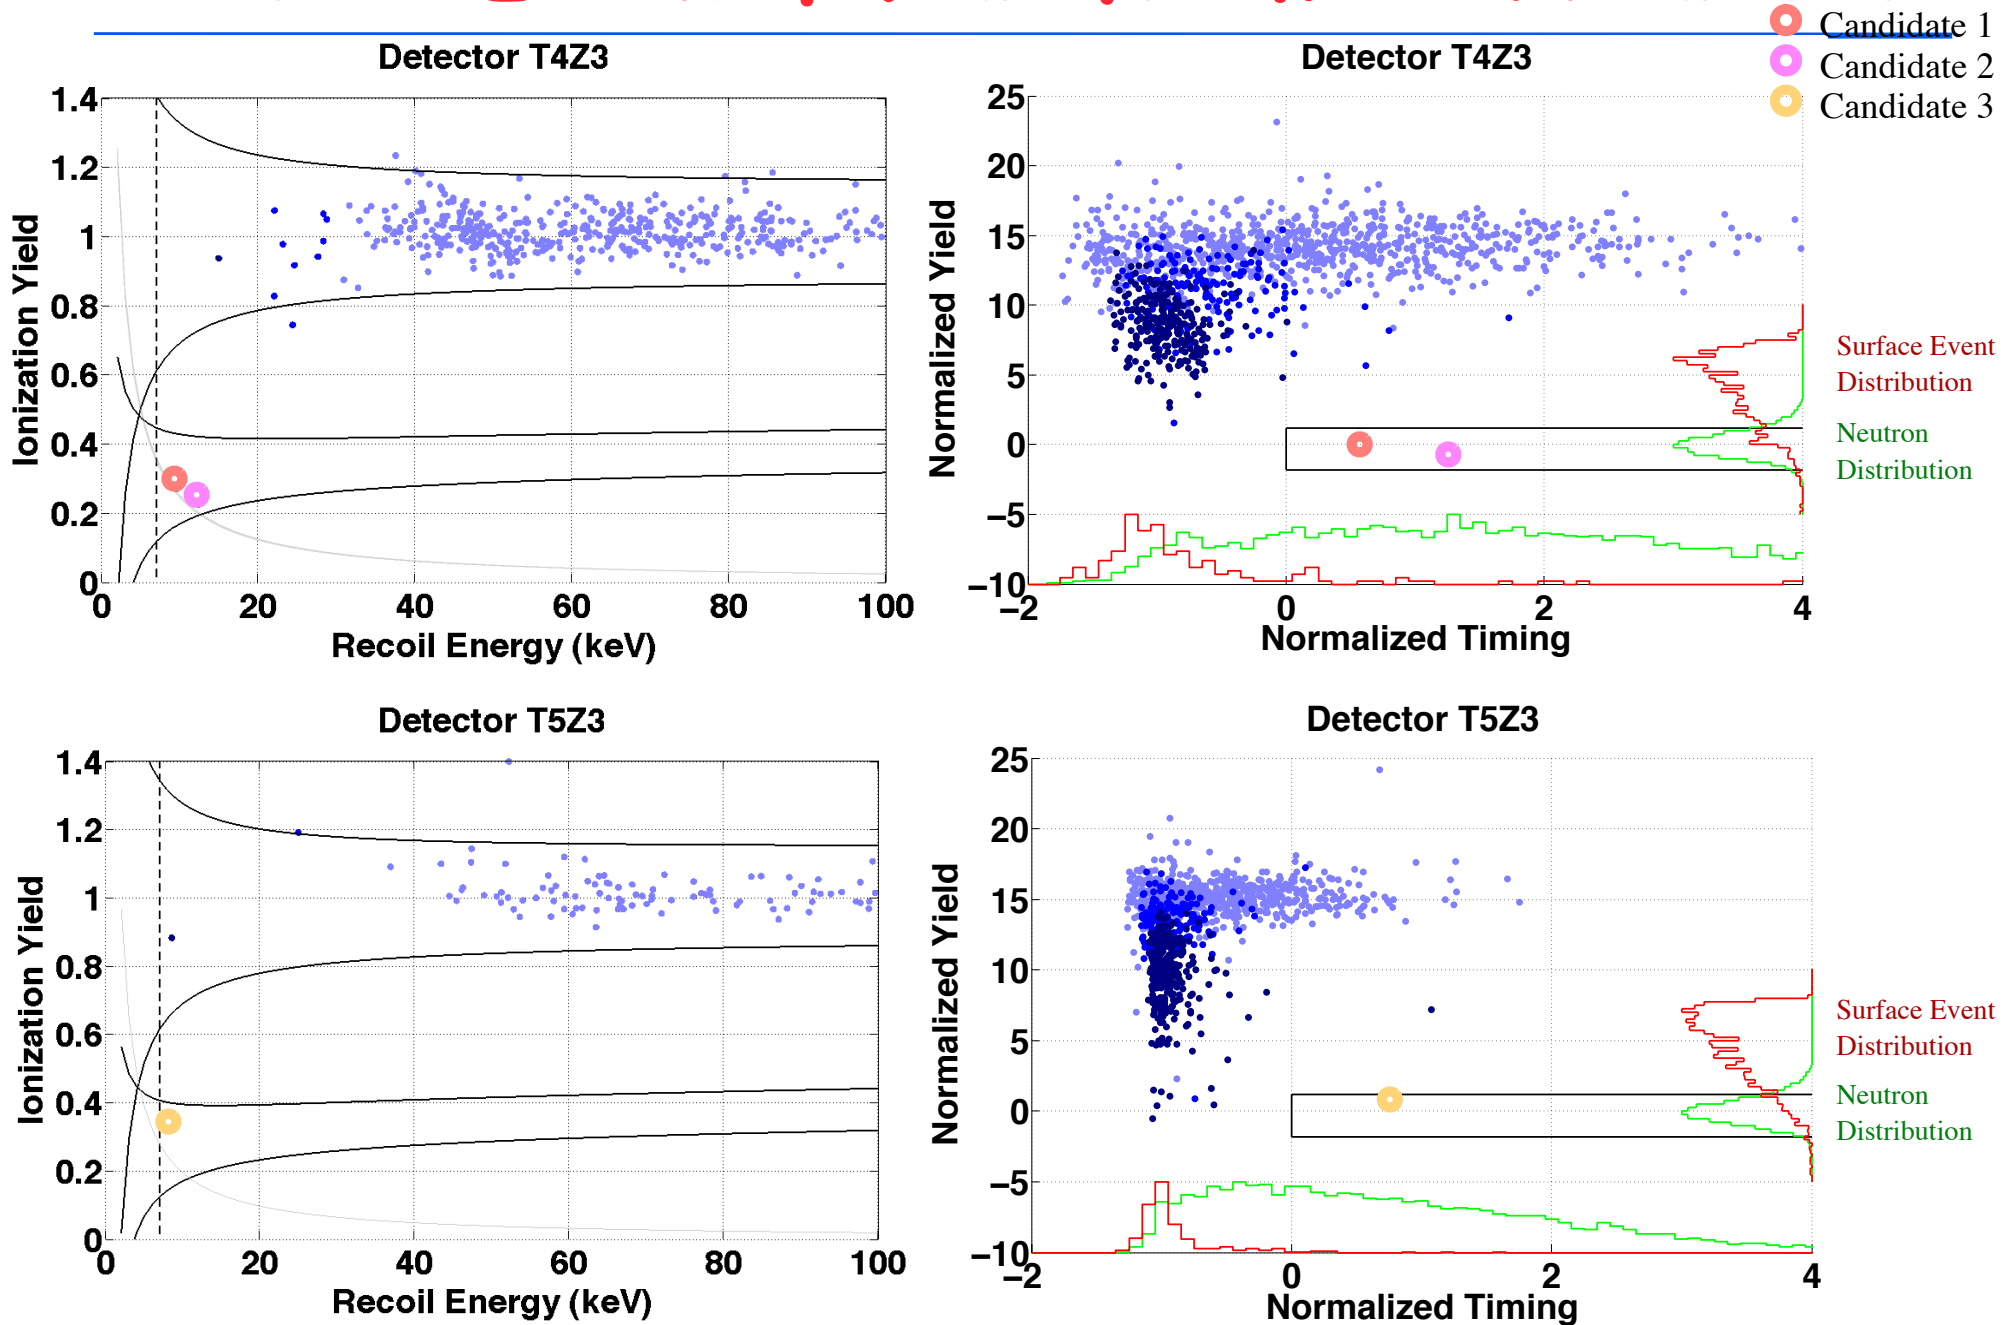 Candidate 1
Candidate 2
Candidate 3
Detector T4Z3
1.4
1.2
1
0.8
0.6
0.4
0.2
0
0 20 40 60 80 100
Ionization Yield
Recoil Energy (keV)
Detector T4Z3
25
20
15
10
5
0
−5
−10
−2 0 2 4
Normalized Yield
Normalized Timing
Surface Event
Distribution
Neutron
Distribution
Detector T5Z3
1.4
1.2
1
0.8
0.6
0.4
0.2
0
0 20 40 60 80 100
Ionization Yield
Recoil Energy (keV)
Detector T5Z3
25
20
15
10
5
0
−5
−10
−2 0 2 4
Normalized Yield
Normalized Timing
Surface Event
Distribution
Neutron
Distribution